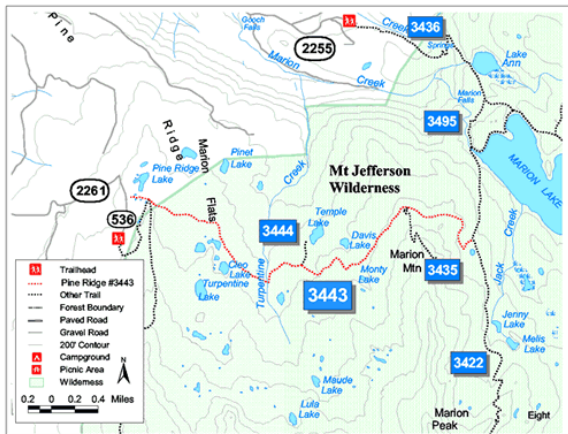 Gooch
Falls
Creek
3436
2255
Springs
Marion
Creek
Lake
Ann
Marion
Falls
3495
Pine
Ridge
Marion
Flats
Pine Ridge
Lake
Pinet
Lake
2261
536
Creek
Mt Jefferson
Wilderness
MARION LAKE
3444
Temple
Lake
Davis
Lake
Cleo Lake
Turpentine
Lake
Turpentine
3443
Monty
Lake
Marion
Mtn
3435
Jack
Creek
Jenny
Lake
Melis
Lake
3422
Maude
Lake
Lula
Lake
Marion
Peak
Eight
Trailhead
Pine Ridge #3443
Other Trail
Forest Boundary
Paved Road
Gravel Road
200' Contour
Campground
Picnic Area
Wilderness
N
0.2 0 0.4 Miles